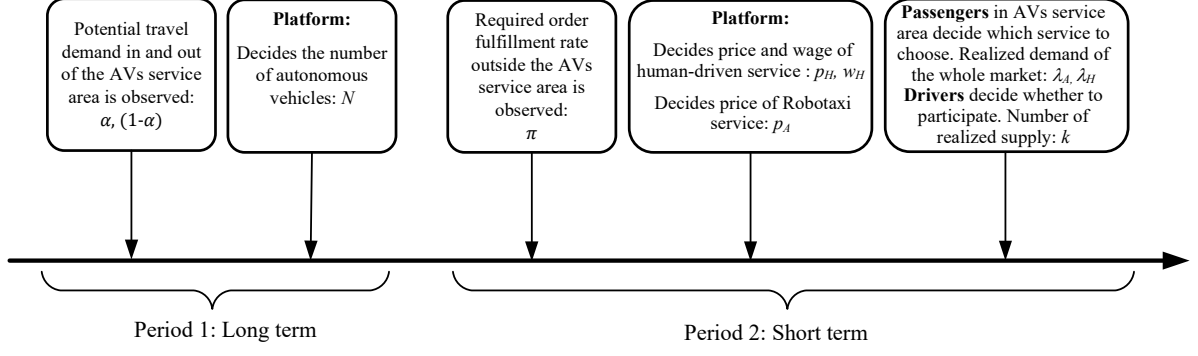 Potential travel
demand in and out
of the AVs service
area is observed:
α, (1-α)
Platform:
Decides the number
of autonomous
vehicles: N
Required order
fulfillment rate
outside the AVs
service area is
observed:
π
Platform:
Decides price and wage of
human-driven service : pH, wH
Decides price of Robotaxi
service: pA
Passengers in AVs service
area decide which service to
choose. Realized demand of
the whole market: λA, λH
Drivers decide whether to
participate. Number of
realized supply: k
Period 1: Long term
Period 2: Short term